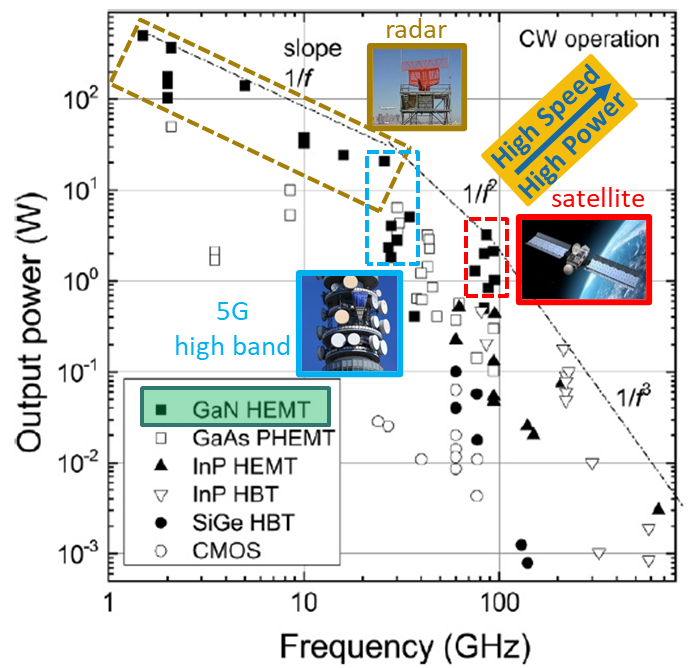 radar
slope
1/f
CW operation
High Speed
High Power
1/f²
satellite
5G
high band
1/f³
Output power (W)
10²
10¹
10⁰
10⁻¹
10⁻²
10⁻³
GaN HEMT
GaAs PHEMT
InP HEMT
InP HBT
SiGe HBT
CMOS
1
10
100
Frequency (GHz)